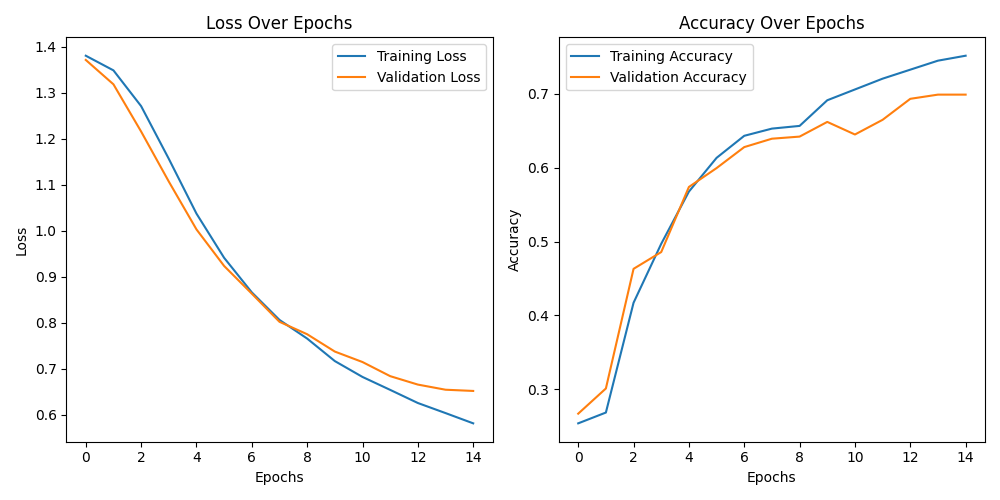 Loss Over Epochs
Training Loss
Validation Loss
Loss
1.4
1.3
1.2
1.1
1.0
0.9
0.8
0.7
0.6
0 2 4 6 8 10 12 14
Epochs
Accuracy Over Epochs
Training Accuracy
Validation Accuracy
Accuracy
0.7
0.6
0.5
0.4
0.3
0 2 4 6 8 10 12 14
Epochs